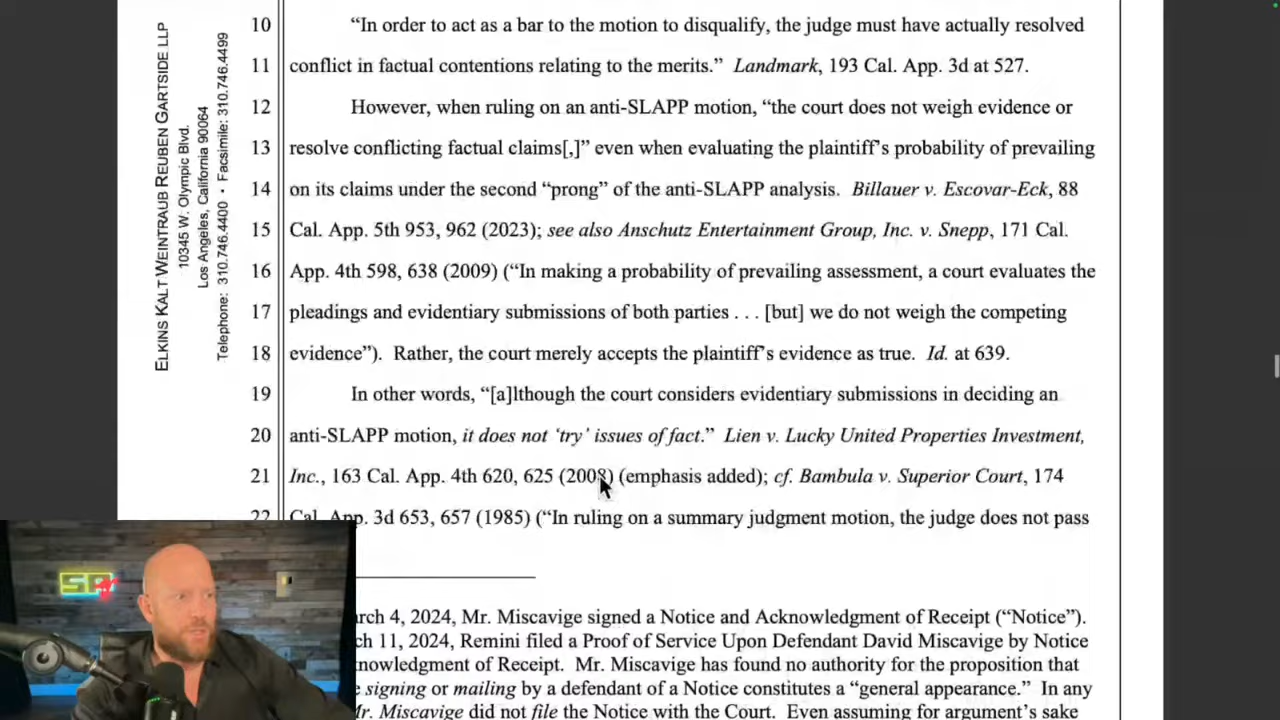 ELKINS KALT WEINTRAUB REUBEN GARTSIDE LLP
10345 W. Olympic Blvd.
Los Angeles, California 90064
Telephone: 310.746.4400 • Facsimile: 310.746.4499
10 “In order to act as a bar to the motion to disqualify, the judge must have actually resolved
11 conflict in factual contentions relating to the merits.” Landmark, 193 Cal. App. 3d at 527.
12 However, when ruling on an anti-SLAPP motion, “the court does not weigh evidence or
13 resolve conflicting factual claims[,]” even when evaluating the plaintiff’s probability of prevailing
14 on its claims under the second “prong” of the anti-SLAPP analysis. Billauer v. Escovar-Eck, 88
15 Cal. App. 5th 953, 962 (2023); see also Anschutz Entertainment Group, Inc. v. Snepp, 171 Cal.
16 App. 4th 598, 638 (2009) (“In making a probability of prevailing assessment, a court evaluates the
17 pleadings and evidentiary submissions of both parties . . . [but] we do not weigh the competing
18 evidence”). Rather, the court merely accepts the plaintiff’s evidence as true. Id. at 639.
19 In other words, “[a]lthough the court considers evidentiary submissions in deciding an
20 anti-SLAPP motion, it does not ‘try’ issues of fact.” Lien v. Lucky United Properties Investment,
21 Inc., 163 Cal. App. 4th 620, 625 (2008) (emphasis added); cf. Bambula v. Superior Court, 174
22 Cal. App. 3d 653, 657 (1985) (“In ruling on a summary judgment motion, the judge does not pass
4, 2024, Mr. Miscavige signed a Notice and Acknowledgment of Receipt (“Notice”).
11, 2024, Remini filed a Proof of Service Upon Defendant David Miscavige by Notice
of Receipt. Mr. Miscavige has found no authority for the proposition that
signing or mailing by a defendant of a Notice constitutes a “general appearance.” In any
Mr. Miscavige did not file the Notice with the Court. Even assuming for argument’s sake
SP